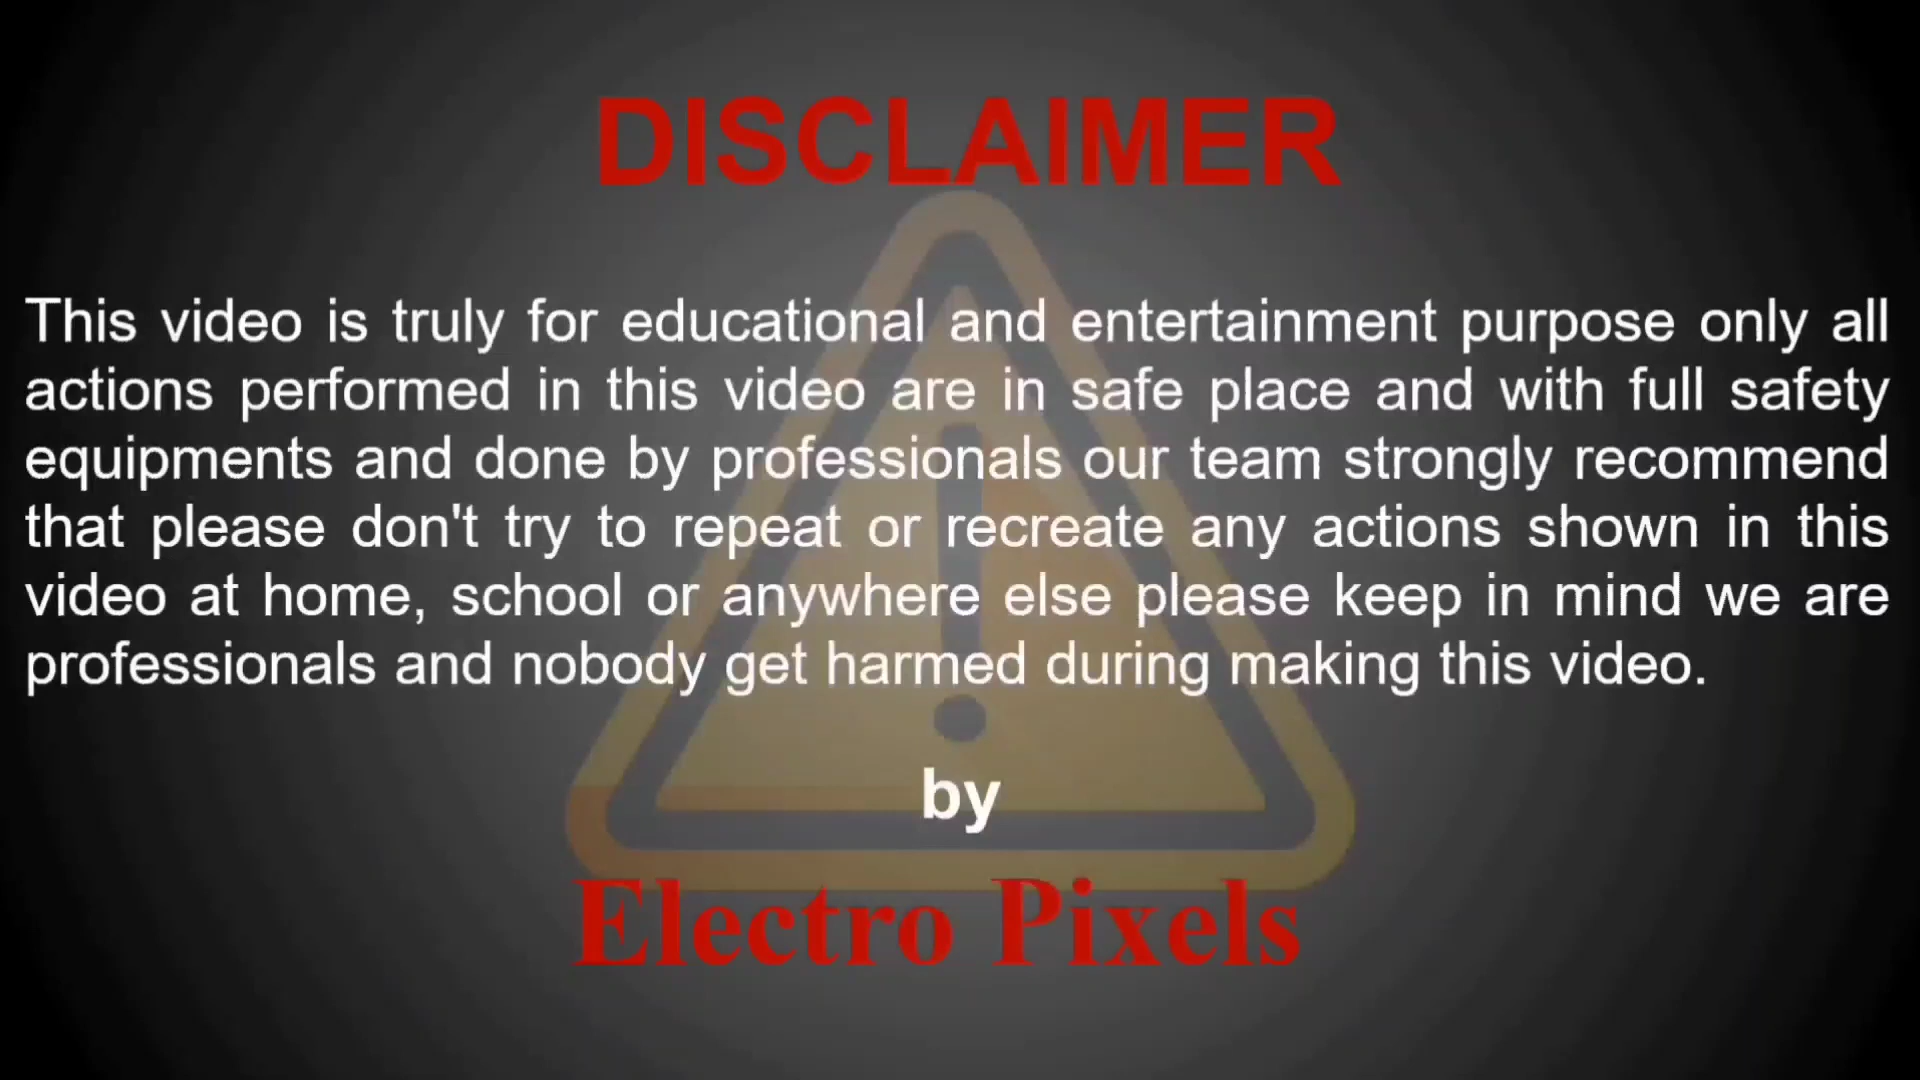 DISCLAIMER
This video is truly for educational and entertainment purpose only all
actions performed in this video are in safe place and with full safety
equipments and done by professionals our team strongly recommend
that please don't try to repeat or recreate any actions shown in this
video at home, school or anywhere else please keep in mind we are
professionals and nobody get harmed during making this video.
by
Electro Pixels